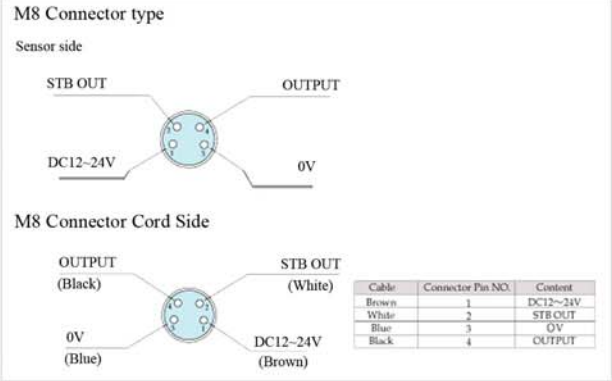 M8 Connector type
Sensor side
STB OUT
OUTPUT
DC12~24V
0V
M8 Connector Cord Side
OUTPUT
(Black)
STB OUT
(White)
0V
(Blue)
DC12~24V
(Brown)
Cable Connector Pin NO. Content
Brown 1 DC12~24V
White 2 STB OUT
Blue 3 OV
Black 4 OUTPUT